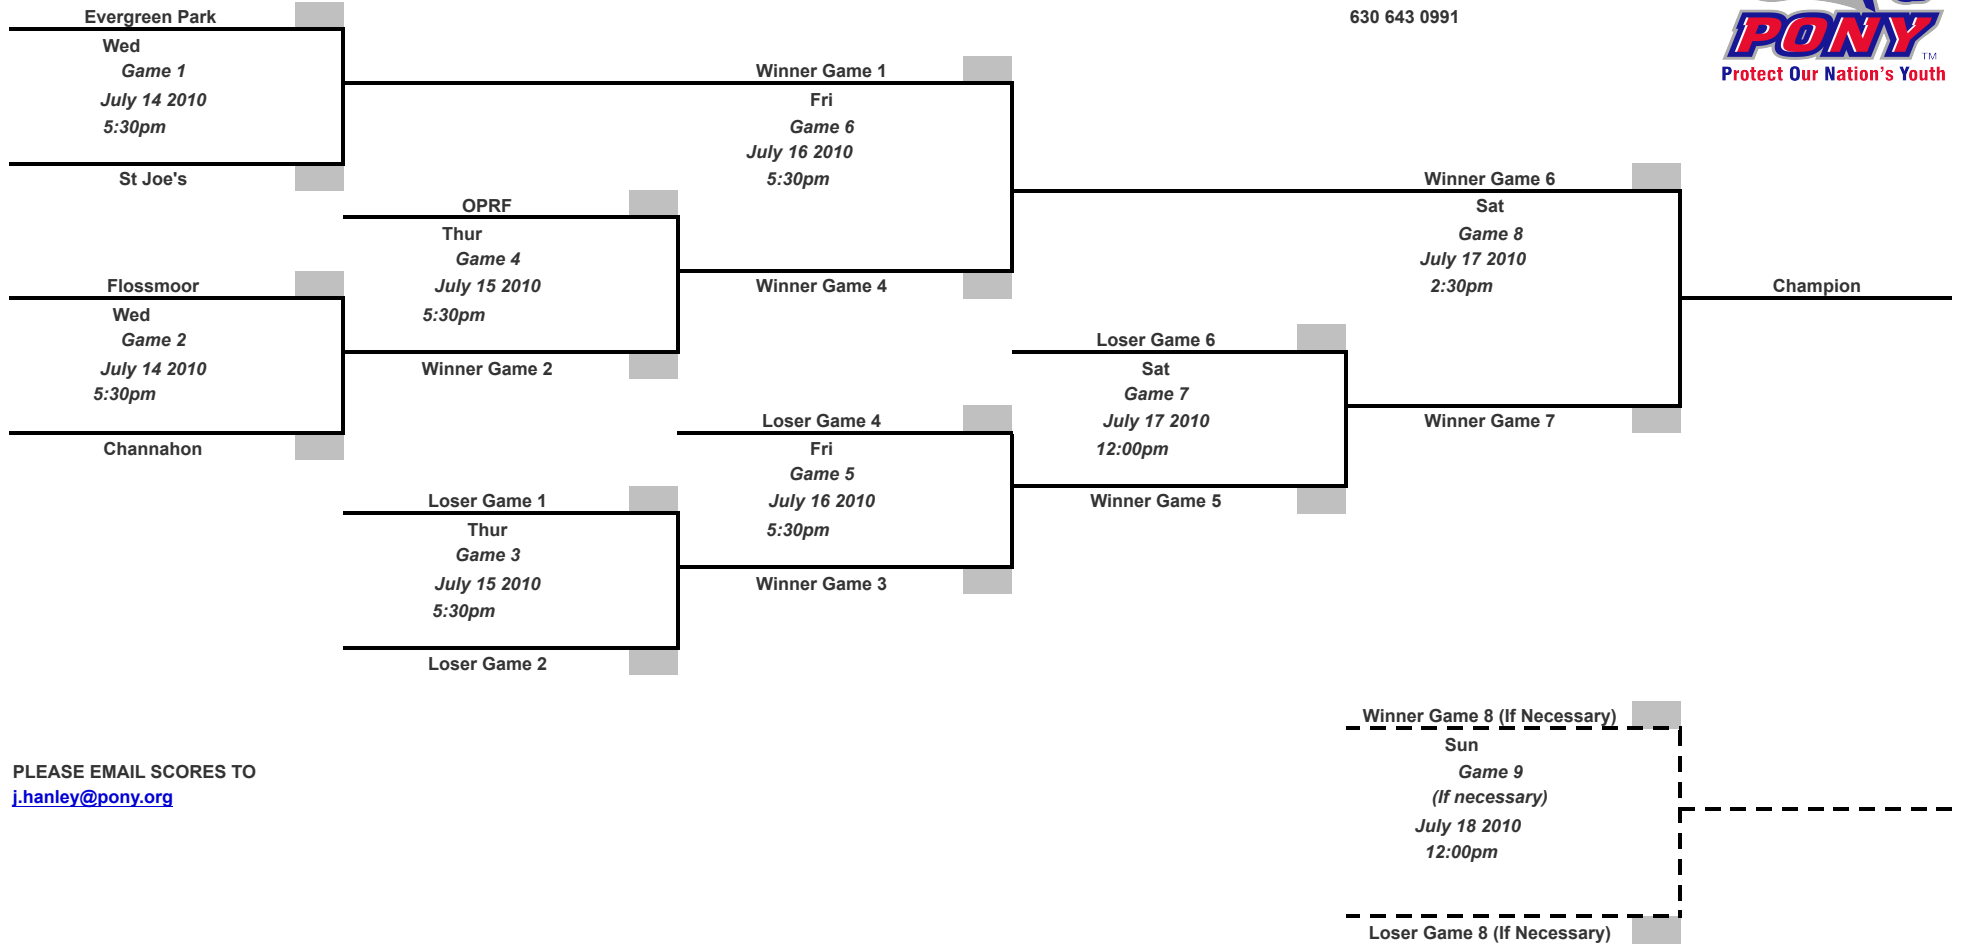 Evergreen Park
630 643 0991
Wed
Game 1
July 14 2010
5:30pm
St Joe's
PONY™
Protect Our Nation's Youth
Winner Game 1
Fri
Game 6
July 16 2010
5:30pm
Winner Game 4
OPRF
Thur
Game 4
July 15 2010
5:30pm
Winner Game 2
Flossmoor
Wed
Game 2
July 14 2010
5:30pm
Channahon
Winner Game 6
Sat
Game 8
July 17 2010
2:30pm
Winner Game 7
Champion
Loser Game 6
Sat
Game 7
July 17 2010
12:00pm
Winner Game 5
Loser Game 4
Fri
Game 5
July 16 2010
5:30pm
Winner Game 3
Loser Game 1
Thur
Game 3
July 15 2010
5:30pm
Loser Game 2
Winner Game 8 (If Necessary)
Sun
Game 9
(If necessary)
July 18 2010
12:00pm
Loser Game 8 (If Necessary)
PLEASE EMAIL SCORES TO
j.hanley@pony.org